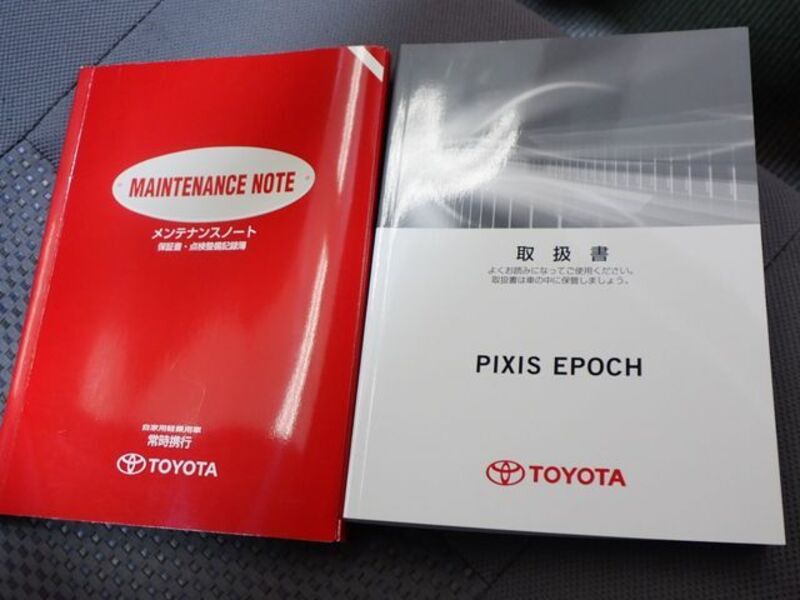 MAINTENANCE NOTE
メンテナンスノート
保証書・点検整備記録簿
自家用軽乗用車
常時携行
TOYOTA
取扱書
よくお読みになってご使用ください。
取扱書は車の中に保管しましょう。
PIXIS EPOCH
TOYOTA